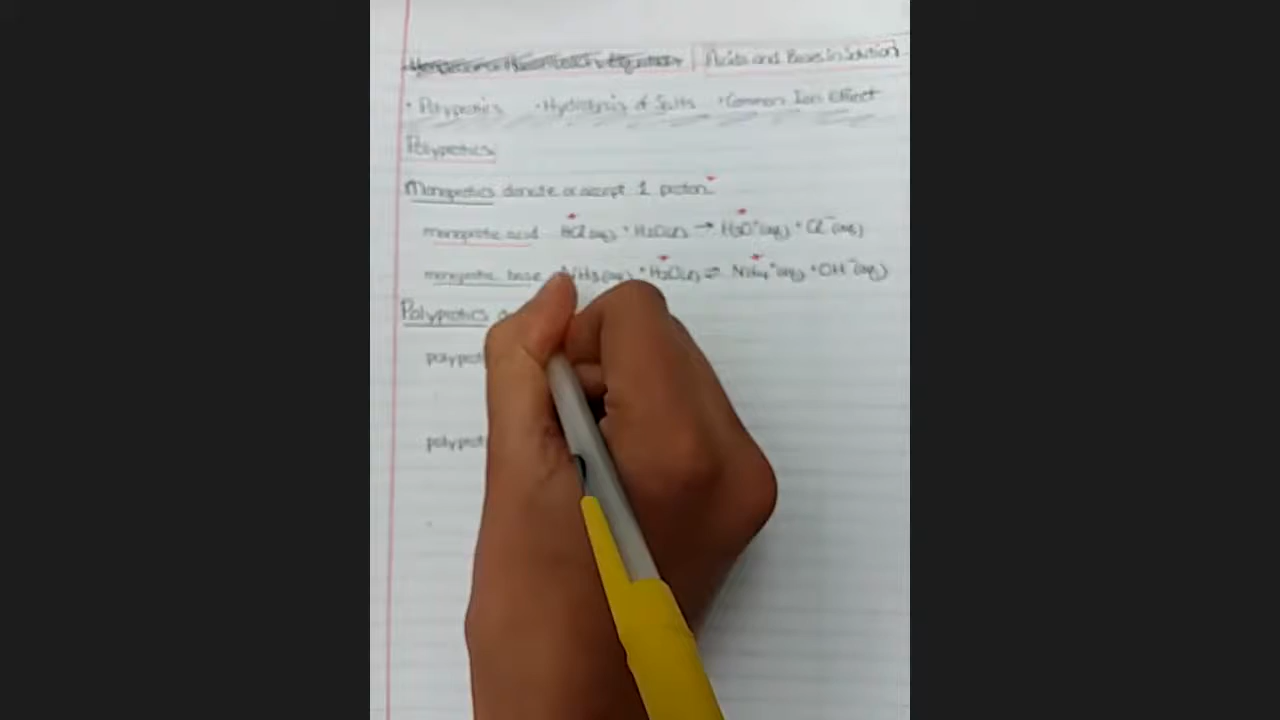 Acids and Bases in Solution
• Polyprotics • Hydrolysis of Salts • Common Ion Effect
Polyprotics:
Monoprotics donate or accept 1 proton
monoprotic acid HCl(aq) + H2O(l) → H3O+(aq) + Cl-(aq)
monoprotic base NH3(aq) + H2O(l) ⇌ NH4+(aq) + OH-(aq)
Polyprotics
polyprot
polyprot